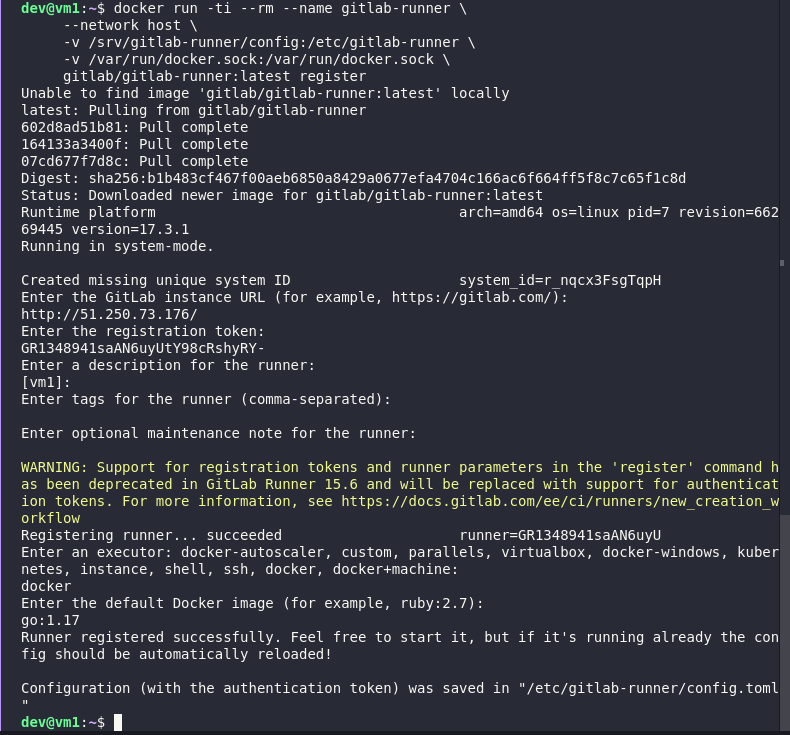 dev@vm1:~$ docker run -ti --rm --name gitlab-runner \
     --network host \
     -v /srv/gitlab-runner/config:/etc/gitlab-runner \
     -v /var/run/docker.sock:/var/run/docker.sock \
     gitlab/gitlab-runner:latest register
Unable to find image 'gitlab/gitlab-runner:latest' locally
latest: Pulling from gitlab/gitlab-runner
602d8ad51b81: Pull complete
164133a3400f: Pull complete
07cd677f7d8c: Pull complete
Digest: sha256:b1b483cf467f00aeb6850a8429a0677efa4704c166ac6f664ff5f8c7c65f1c8d
Status: Downloaded newer image for gitlab/gitlab-runner:latest
Runtime platform                                    arch=amd64 os=linux pid=7 revision=662
69445 version=17.3.1
Running in system-mode.

Created missing unique system ID                    system_id=r_nqcx3FsgTqpH
Enter the GitLab instance URL (for example, https://gitlab.com/):
http://51.250.73.176/
Enter the registration token:
GR1348941saAN6uyUtY98cRshyRY-
Enter a description for the runner:
[vm1]:
Enter tags for the runner (comma-separated):

Enter optional maintenance note for the runner:

WARNING: Support for registration tokens and runner parameters in the 'register' command h
as been deprecated in GitLab Runner 15.6 and will be replaced with support for authenticat
ion tokens. For more information, see https://docs.gitlab.com/ee/ci/runners/new_creation_w
orkflow
Registering runner... succeeded                     runner=GR1348941saAN6uyU
Enter an executor: docker-autoscaler, custom, parallels, virtualbox, docker-windows, kuber
netes, instance, shell, ssh, docker, docker+machine:
docker
Enter the default Docker image (for example, ruby:2.7):
go:1.17
Runner registered successfully. Feel free to start it, but if it's running already the con
fig should be automatically reloaded!

Configuration (with the authentication token) was saved in "/etc/gitlab-runner/config.toml
"
dev@vm1:~$